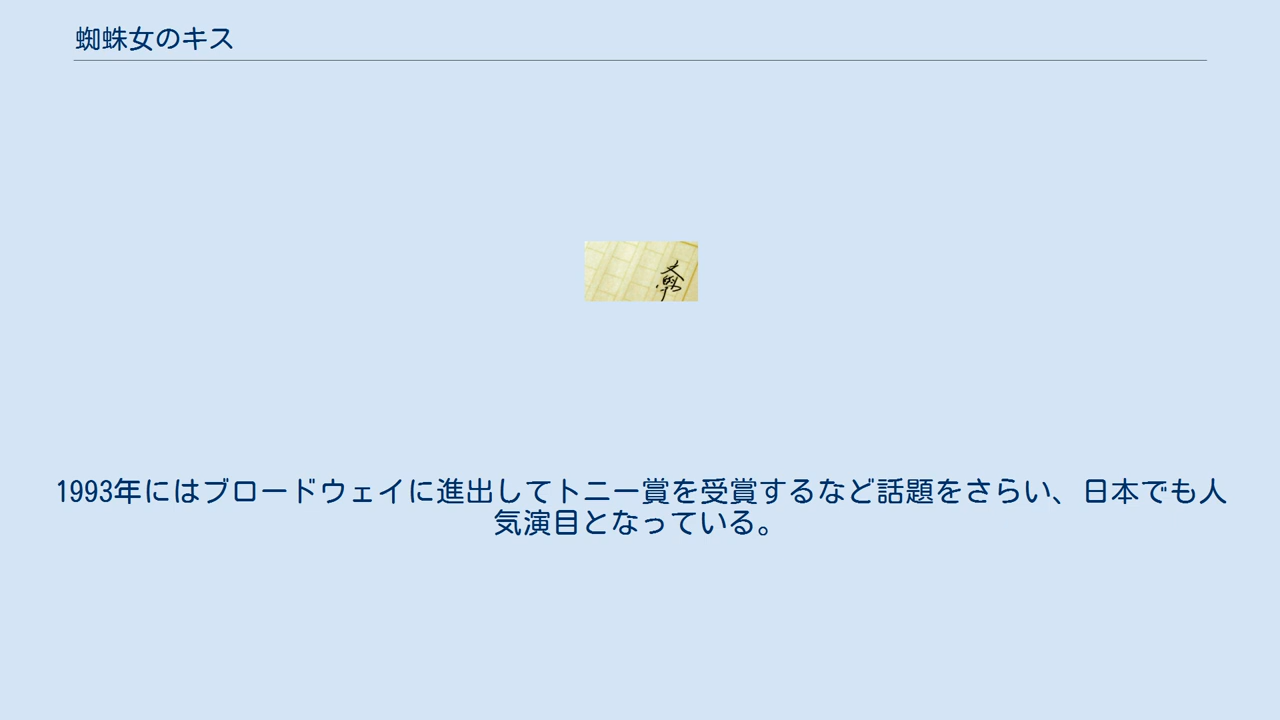 蜘蛛女のキス
1993年にはブロードウェイに進出してトニー賞を受賞するなど話題をさらい、日本でも人
気演目となっている。